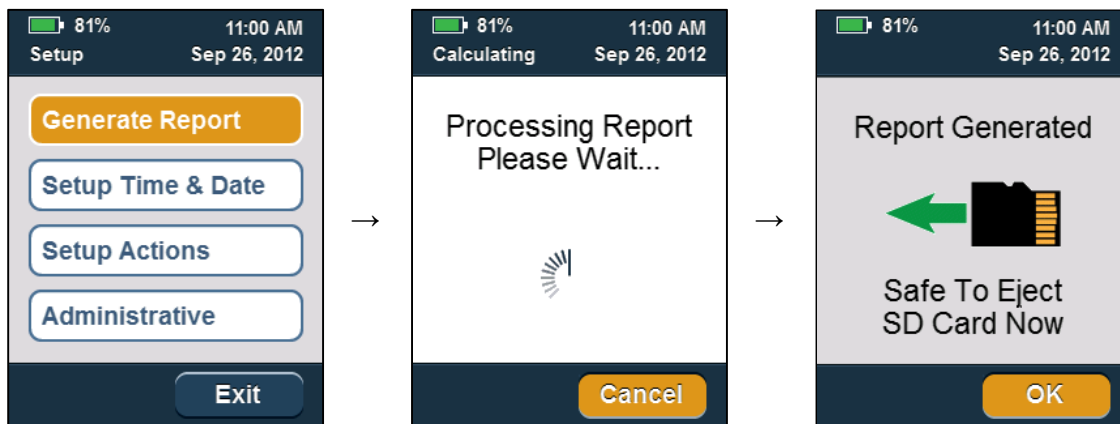 81% 11:00 AM
Setup Sep 26, 2012
Generate Report
Setup Time & Date
Setup Actions
Administrative
Exit
→
81% 11:00 AM
Calculating Sep 26, 2012
Processing Report
Please Wait...
Cancel
→
81% 11:00 AM
Sep 26, 2012
Report Generated
Safe To Eject
SD Card Now
OK